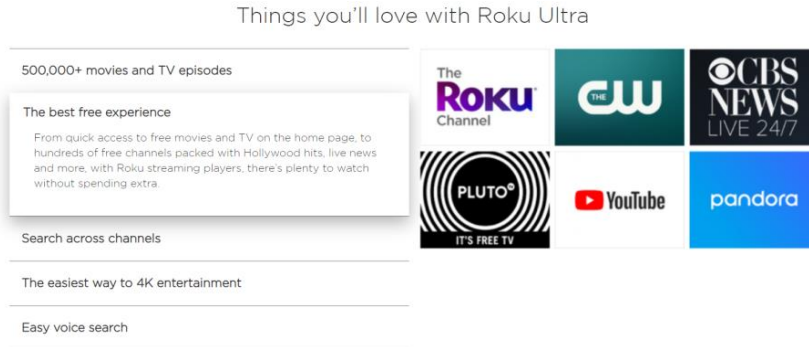 Things you'll love with Roku Ultra
500,000+ movies and TV episodes
The best free experience
From quick access to free movies and TV on the home page, to
hundreds of free channels packed with Hollywood hits, live news
and more, with Roku streaming players, there's plenty to watch
without spending extra.
Search across channels
The easiest way to 4K entertainment
Easy voice search
The
Roku
Channel
THE CW
CBS
NEWS
LIVE 24/7
PLUTO TV
IT'S FREE TV
YouTube
pandora